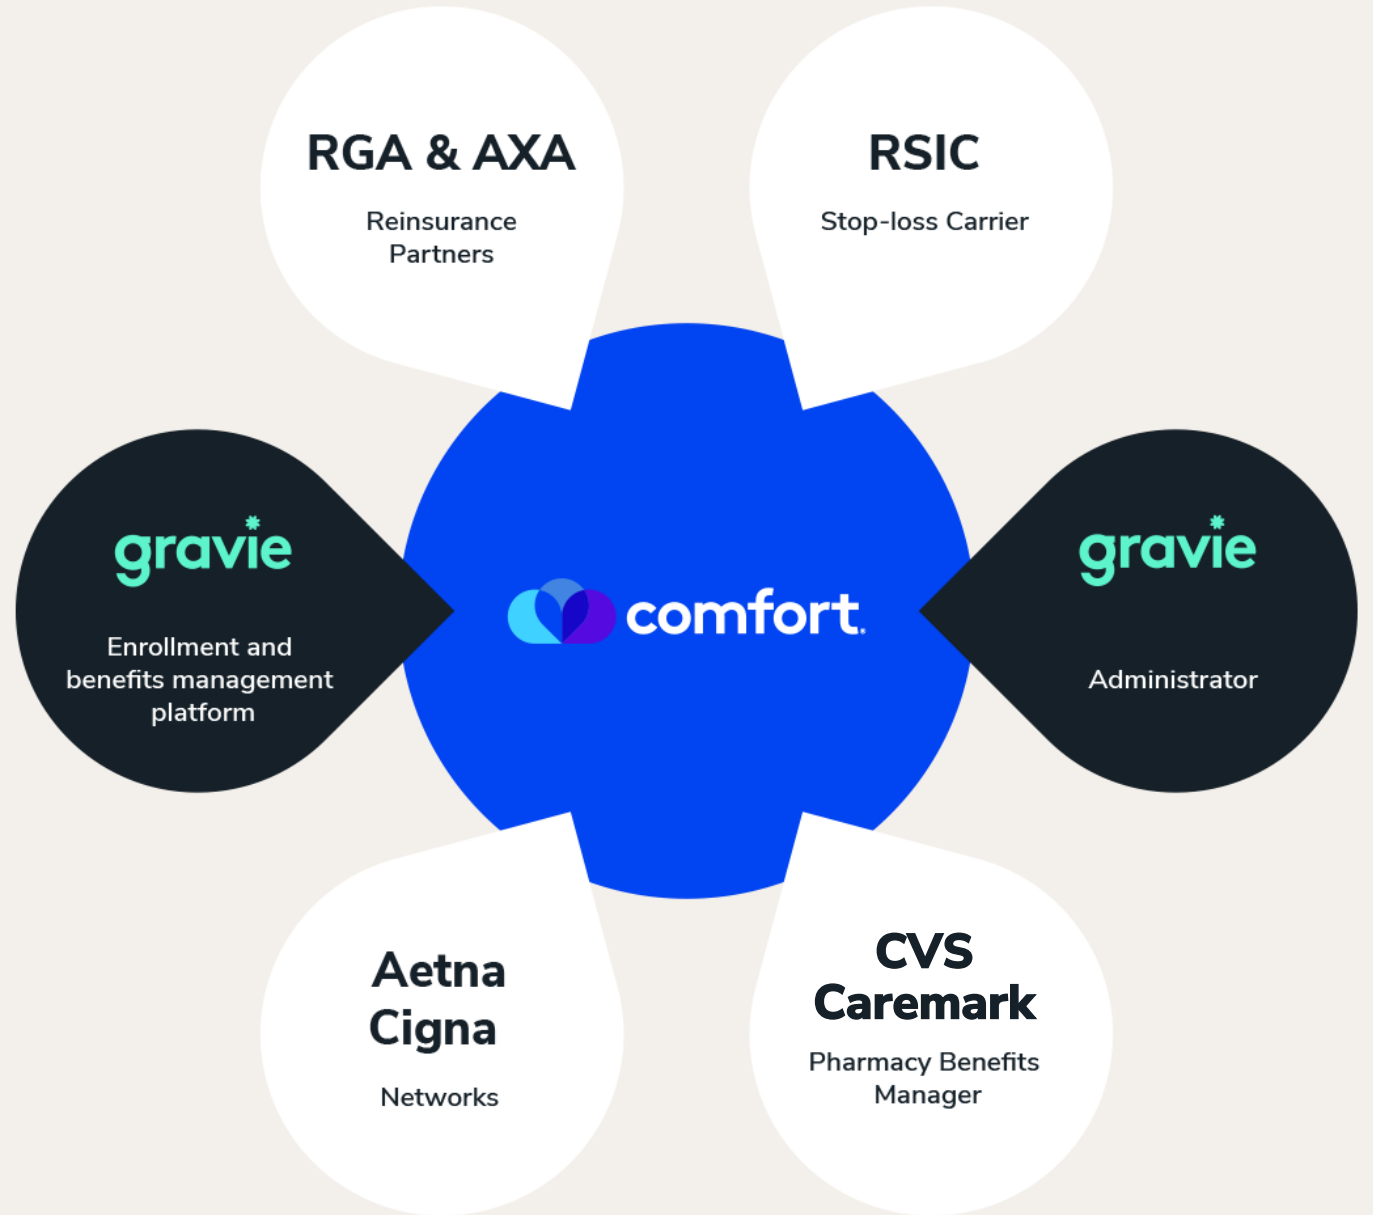 RGA & AXA
Reinsurance
Partners
RSIC
Stop-loss Carrier
gravie
Enrollment and
benefits management
platform
comfort®
gravie
Administrator
Aetna
Cigna
Networks
CVS
Caremark
Pharmacy Benefits
Manager